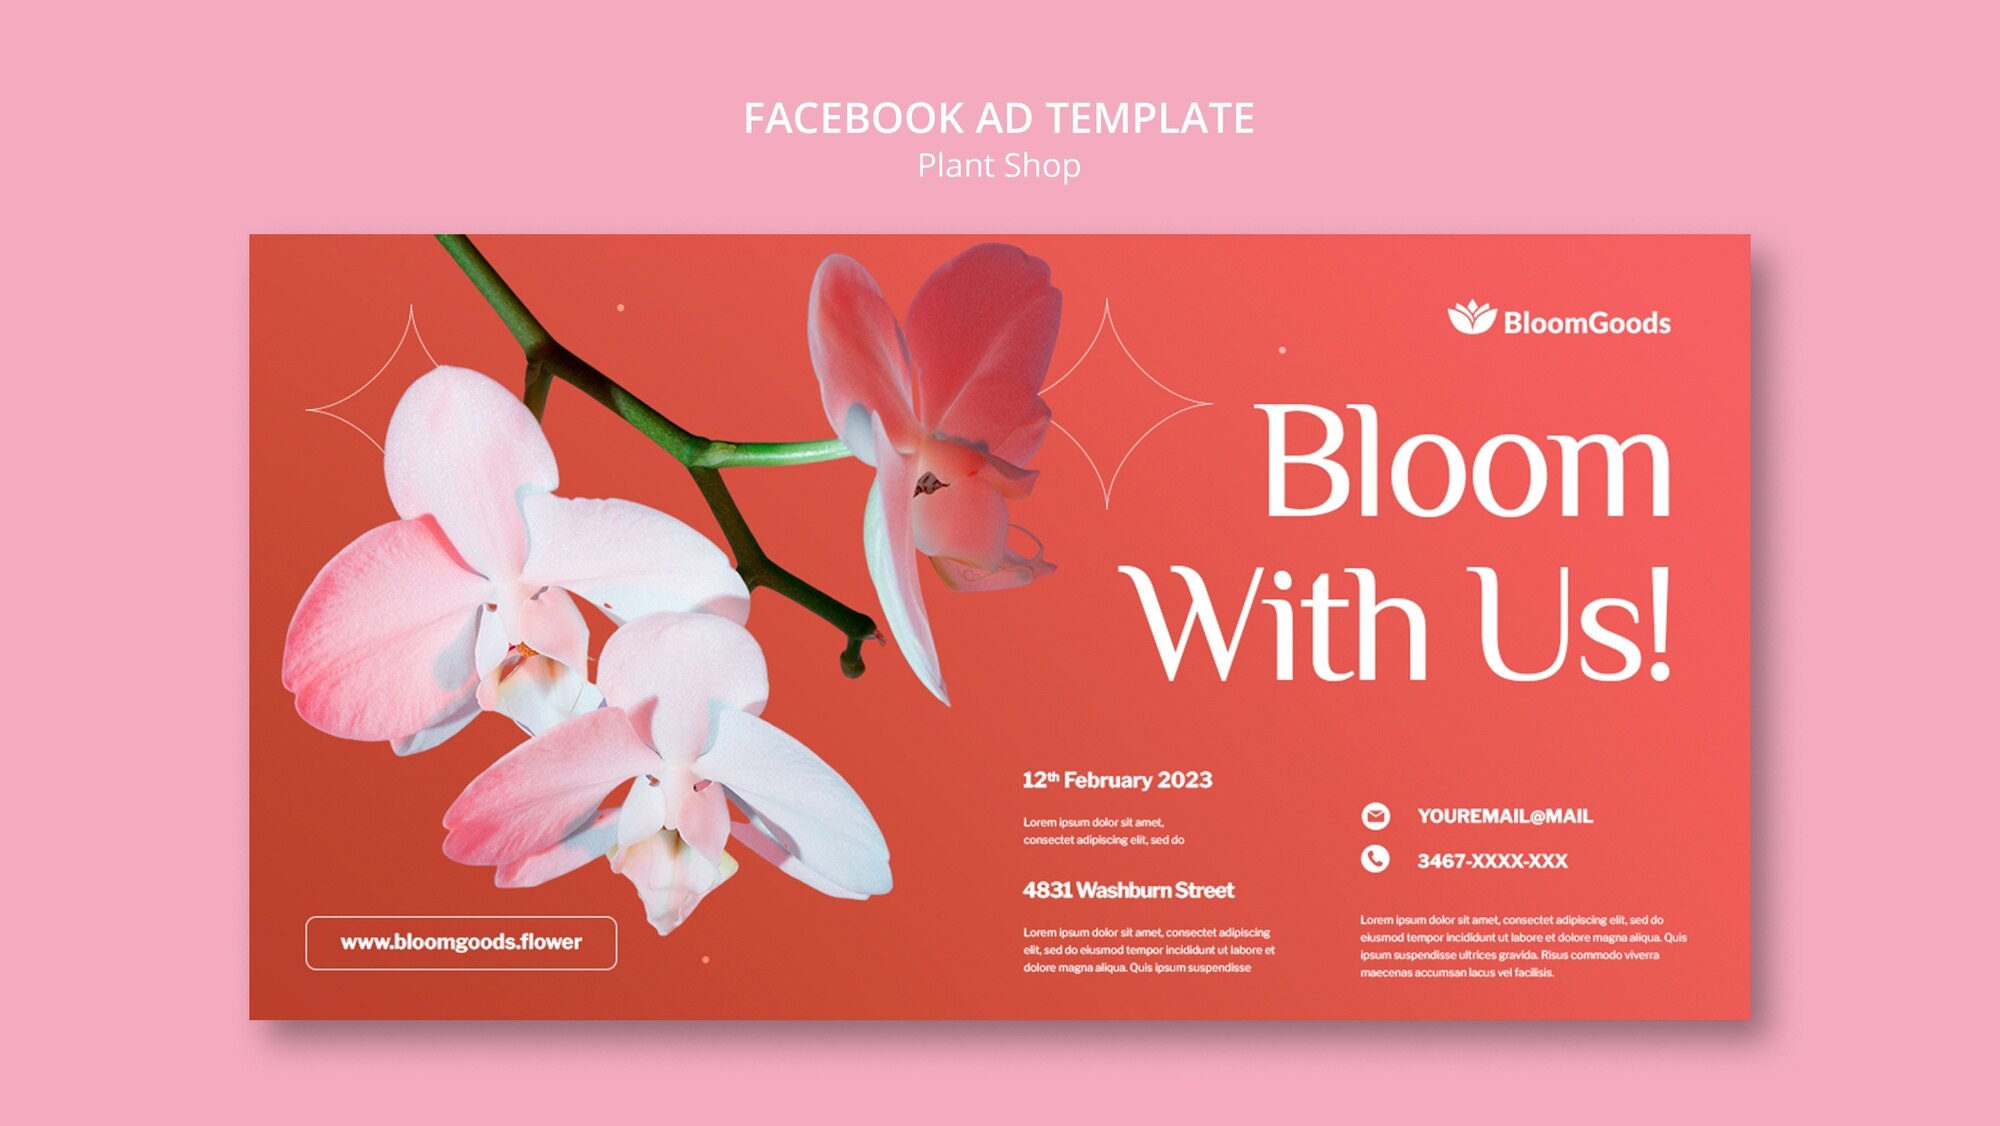 FACEBOOK AD TEMPLATE
Plant Shop
BloomGoods
Bloom
With Us!
12th February 2023
Lorem ipsum dolor sit amet,
consectet adipiscing elit, sed do
4831 Washburn Street
Lorem ipsum dolor sit amet, consectet adipiscing
elit, sed do eiusmod tempor incididunt ut labore et
dolore magna aliqua. Quis ipsum suspendisse
YOUREMAIL@MAIL
3467-XXXX-XXX
Lorem ipsum dolor sit amet, consectet adipiscing elit, sed do
eiusmod tempor incididunt ut labore et dolore magna aliqua. Quis
ipsum suspendisse ultrices gravida. Risus commodo viverra
maecenas accumsan lacus vel facilisis.
www.bloomgoods.flower